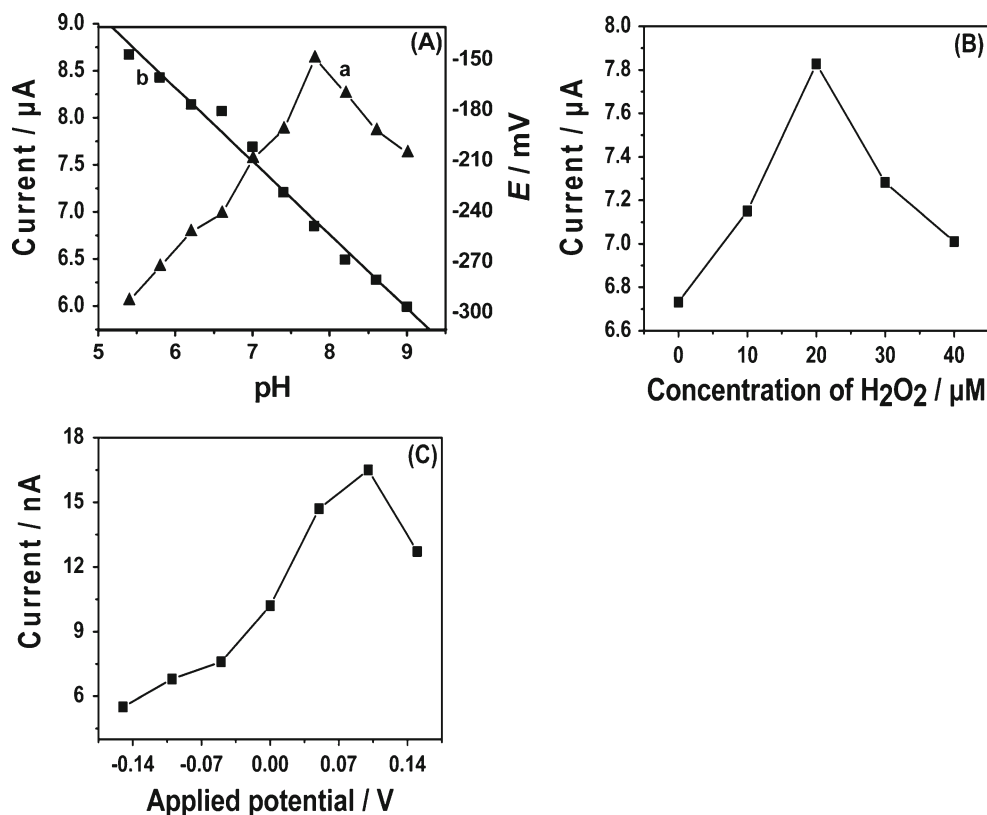 (A)
a
b
9.0
8.5
8.0
7.5
7.0
6.5
6.0
Current / µA
-150
-180
-210
-240
-270
-300
E / mV
5 6 7 8 9
pH
(B)
8.0
7.8
7.6
7.4
7.2
7.0
6.8
6.6
Current / µA
0 10 20 30 40
Concentration of H2O2 / µM
(C)
18
15
12
9
6
Current / nA
-0.14 -0.07 0.00 0.07 0.14
Applied potential / V